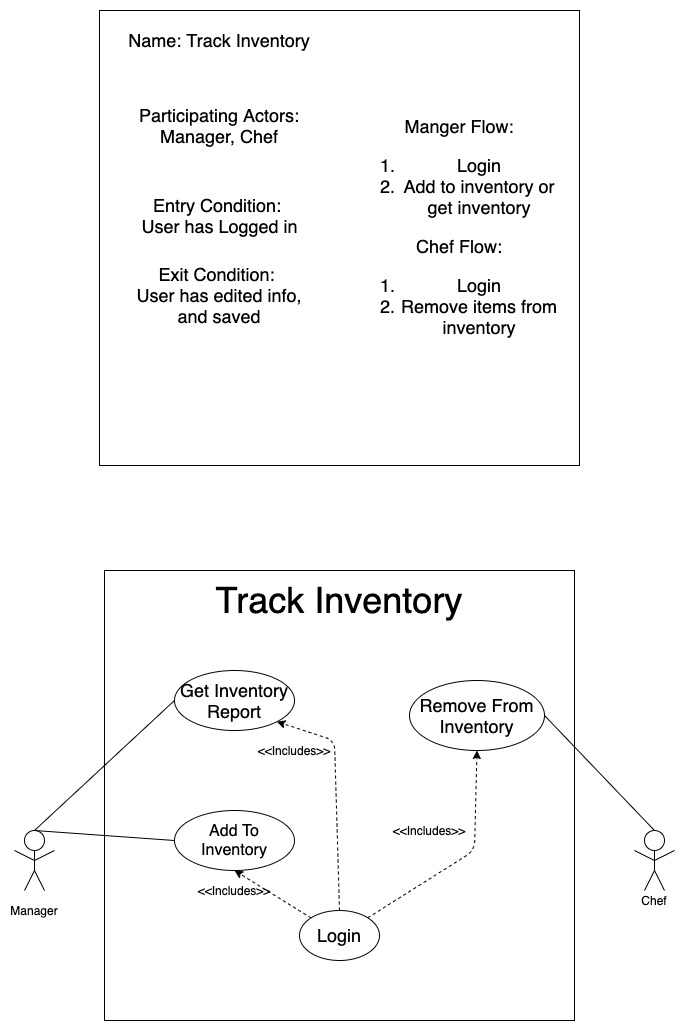 Name: Track Inventory
Participating Actors:
Manager, Chef
Entry Condition:
User has Logged in
Exit Condition:
User has edited info,
and saved
Manger Flow:
1. Login
2. Add to inventory or
get inventory
Chef Flow:
1. Login
2. Remove items from
inventory
Track Inventory
Get Inventory
Report
Remove From
Inventory
<<Includes>>
Add To
Inventory
<<Includes>>
<<Includes>>
Login
Manager
Chef